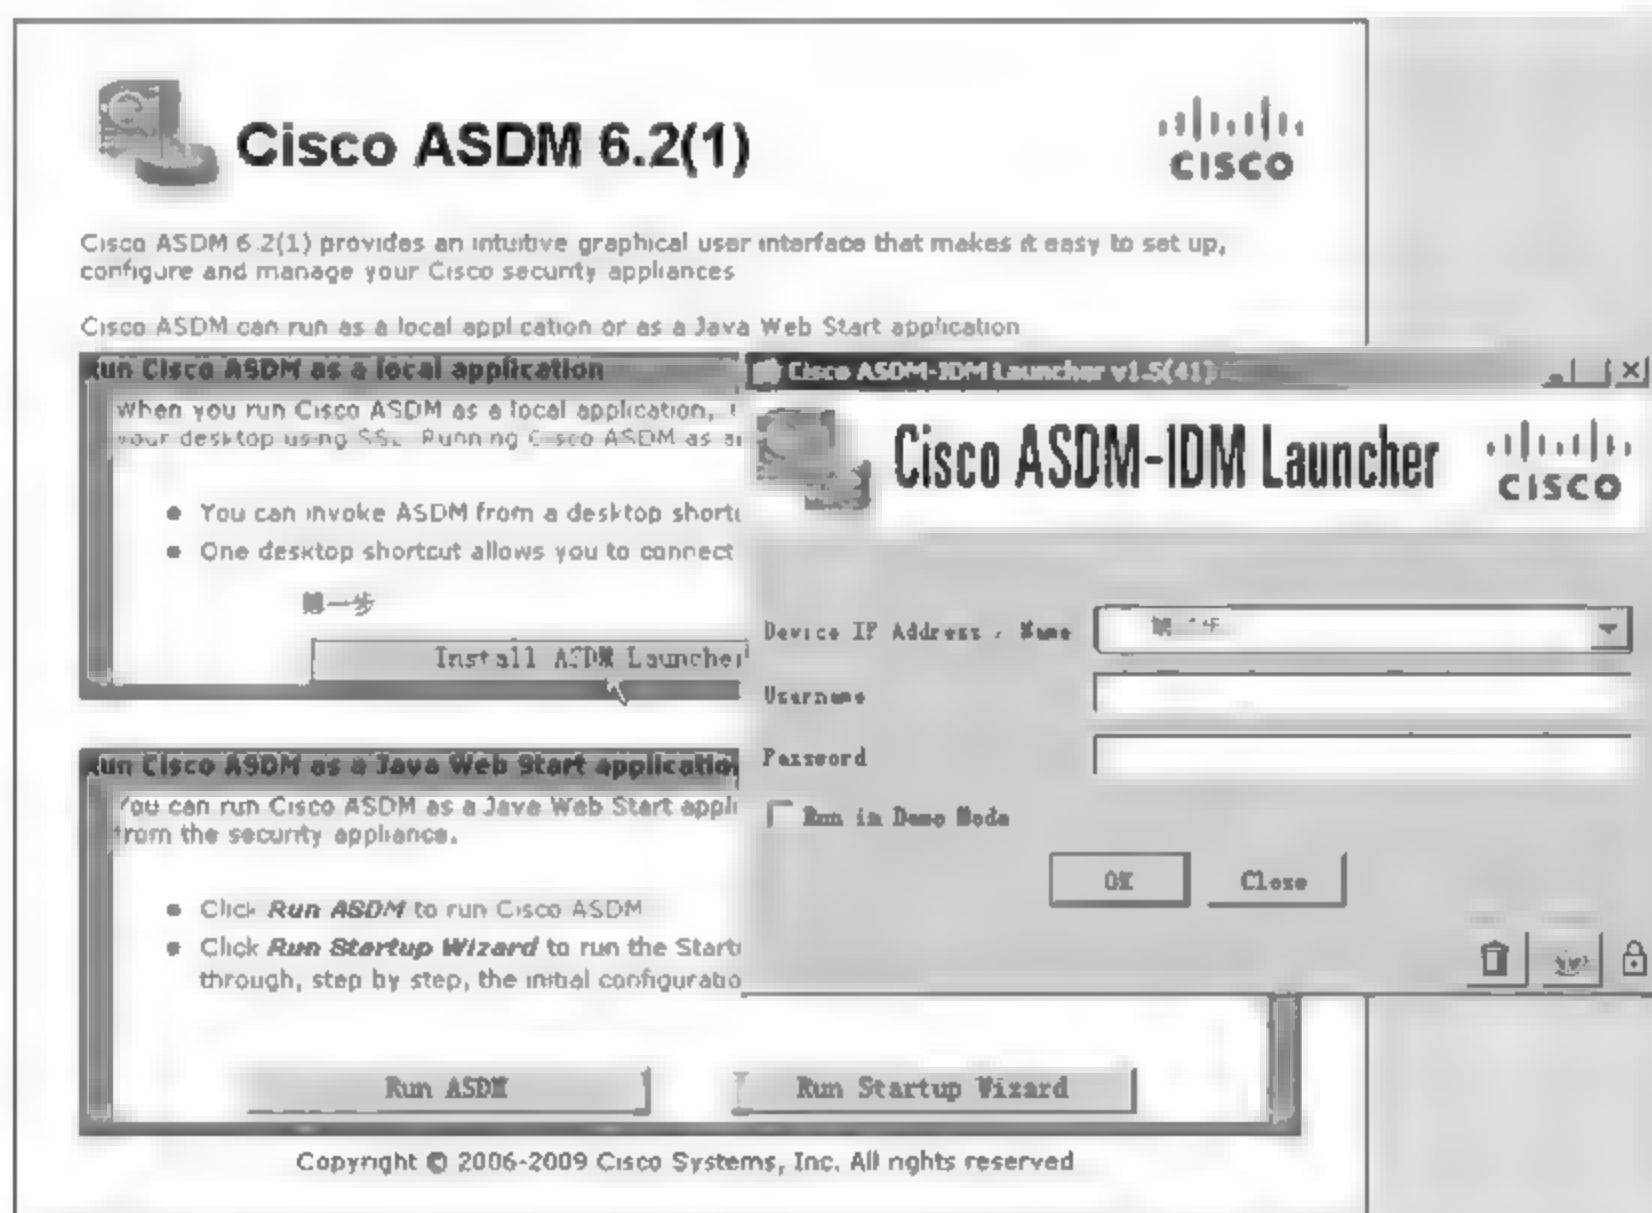 Cisco ASDM 6.2(1)
CISCO
Cisco ASDM 6.2(1) provides an intuitive graphical user interface that makes it easy to set up,
configure and manage your Cisco security appliances
Cisco ASDM can run as a local application or as a Java Web Start application
Run Cisco ASDM as a local application
When you run Cisco ASDM as a local application,
your desktop using SSL Running Cisco ASDM as
You can invoke ASDM from a desktop
One desktop shortcut allows you to connect
第一步
Install ASDM Launcher
Run Cisco ASDM as a Java Web Start application
You can run Cisco ASDM as a Java Web Start
from the security appliance.
Click Run ASDM to run Cisco ASDM
Click Run Startup Wizard to run the
through, step by step, the initial
Run ASDM
Run Startup Wizard
Copyright © 2006-2009 Cisco Systems, Inc. All rights reserved
Cisco ASDM-IDM Launcher v1.5(41)
Cisco ASDM-IDM Launcher
CISCO
Device IP Address / Name
Username
Password
Run in Demo Mode
OK
Close